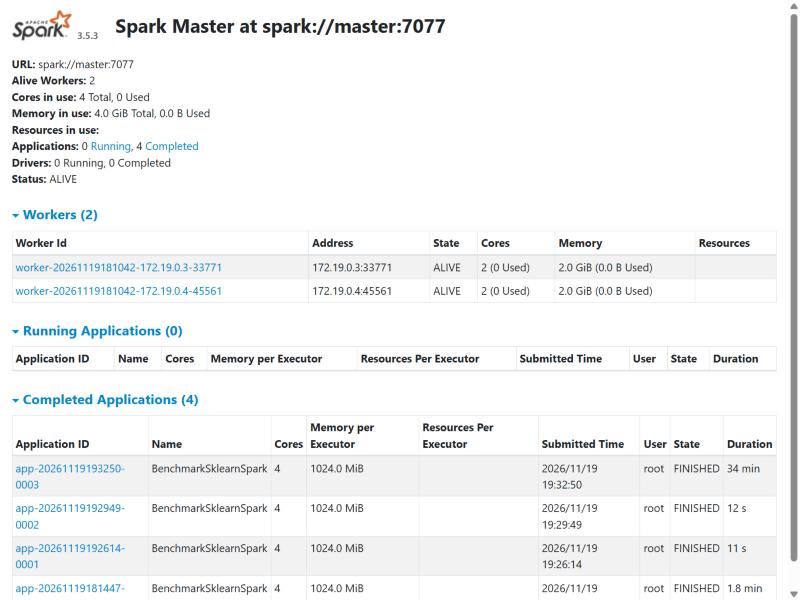 APACHE
Spark 3.5.3 Spark Master at spark://master:7077
URL: spark://master:7077
Alive Workers: 2
Cores in use: 4 Total, 0 Used
Memory in use: 4.0 GiB Total, 0.0 B Used
Resources in use:
Applications: 0 Running, 4 Completed
Drivers: 0 Running, 0 Completed
Status: ALIVE
Workers (2)
Worker Id Address State Cores Memory Resources
worker-20261119181042-172.19.0.3-33771 172.19.0.3:33771 ALIVE 2 (0 Used) 2.0 GiB (0.0 B Used)
worker-20261119181042-172.19.0.4-45561 172.19.0.4:45561 ALIVE 2 (0 Used) 2.0 GiB (0.0 B Used)
Running Applications (0)
Application ID Name Cores Memory per Executor Resources Per Executor Submitted Time User State Duration
Completed Applications (4)
Memory per Resources Per
Application ID Name Cores Executor Executor Submitted Time User State Duration
app-20261119193250- BenchmarkSklearnSpark 4 1024.0 MiB 2026/11/19 root FINISHED 34 min
0003 19:32:50
app-20261119192949- BenchmarkSklearnSpark 4 1024.0 MiB 2026/11/19 root FINISHED 12 s
0002 19:29:49
app-20261119192614- BenchmarkSklearnSpark 4 1024.0 MiB 2026/11/19 root FINISHED 11 s
0001 19:26:14
app-20261119181447- BenchmarkSklearnSpark 4 1024.0 MiB 2026/11/19 root FINISHED 1.8 min